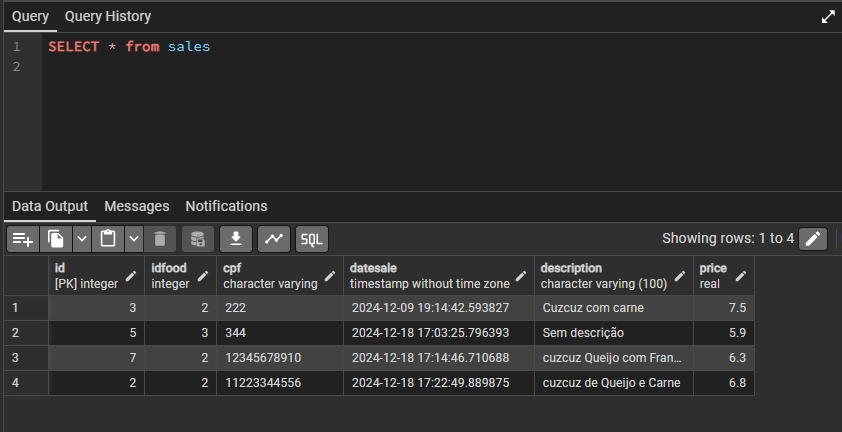 Query Query History
1 SELECT * from sales
2
Data Output Messages Notifications
SQL Showing rows: 1 to 4
id idfood cpf datesale description price
[PK] integer integer character varying timestamp without time zone character varying (100) real
1 3 2 222 2024-12-09 19:14:42.593827 Cuzcuz com carne 7.5
2 5 3 344 2024-12-18 17:03:25.796393 Sem descrição 5.9
3 7 2 12345678910 2024-12-18 17:14:46.710688 cuzcuz Queijo com Fran... 6.3
4 2 2 11223344556 2024-12-18 17:22:49.889875 cuzcuz de Queijo e Carne 6.8